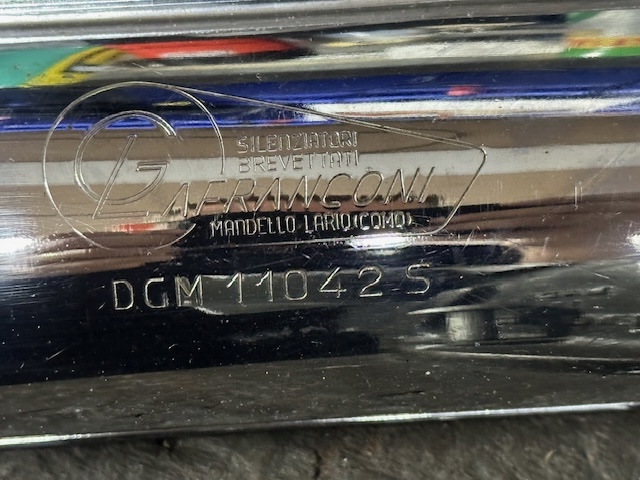 SILENZIATORI
BREVETTATI
LAFRANCONI
MANDELLO LARIO (COMO)
DGM 11042 S